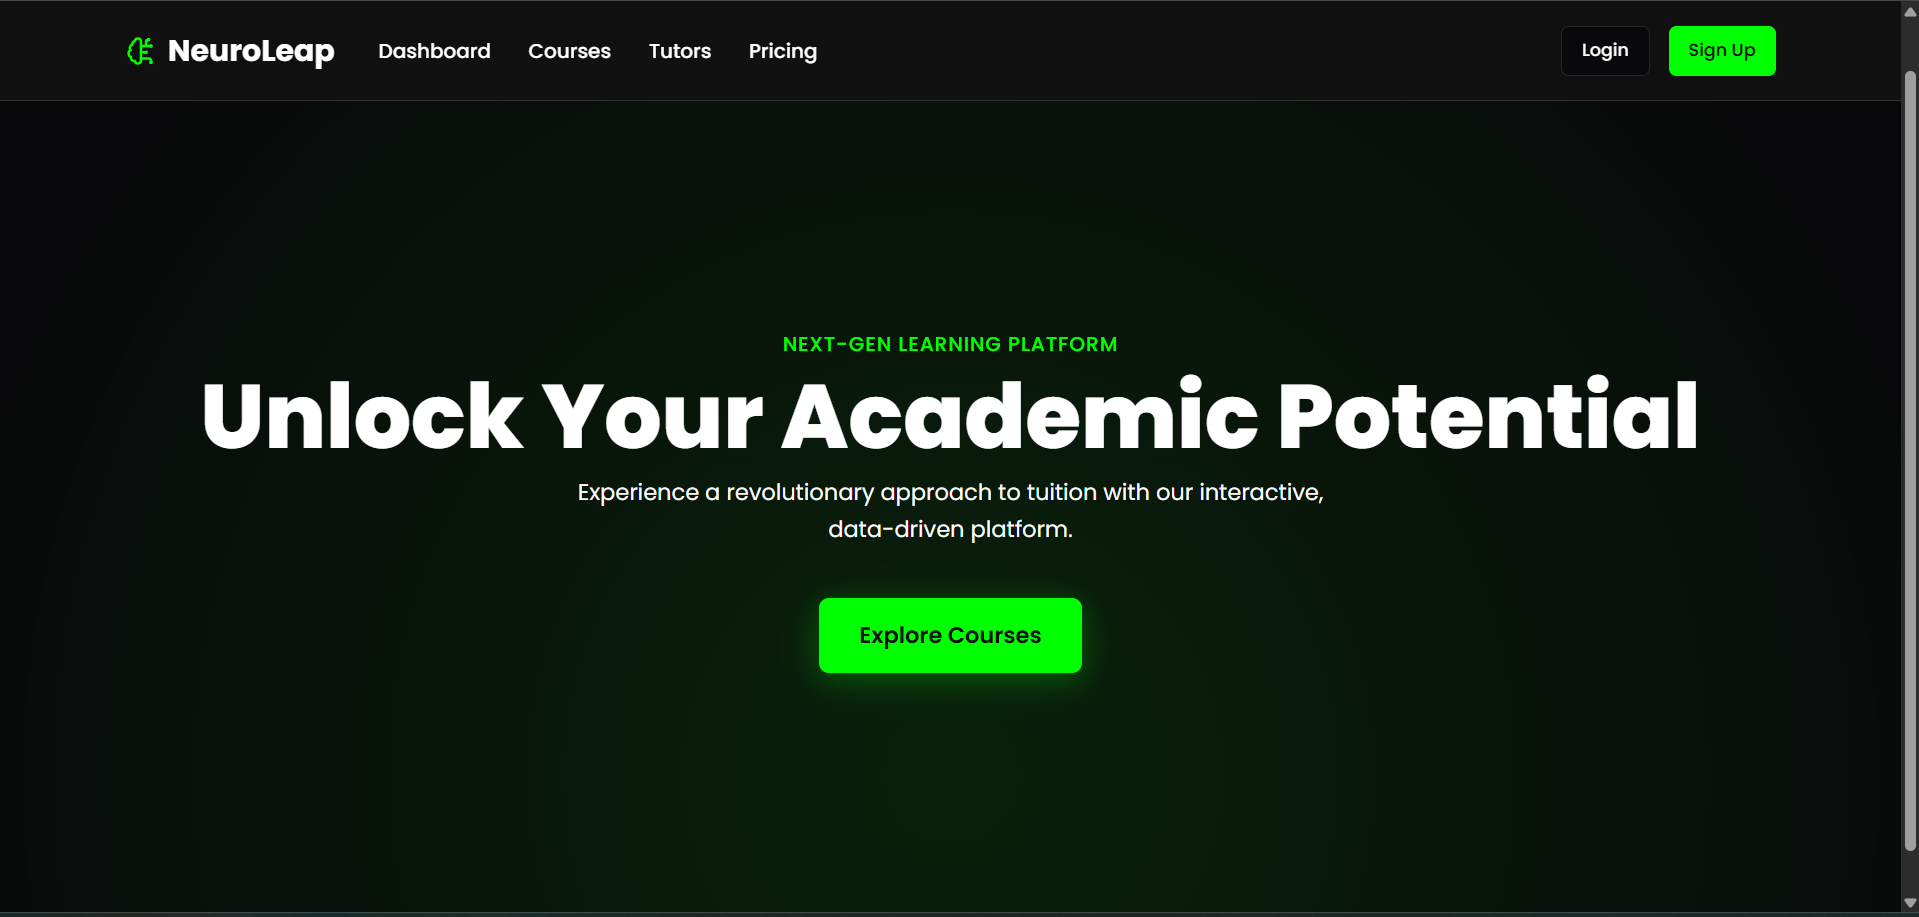 NeuroLeap
Dashboard
Courses
Tutors
Pricing
Login
Sign Up
NEXT-GEN LEARNING PLATFORM
Unlock Your Academic Potential
Experience a revolutionary approach to tuition with our interactive,
data-driven platform.
Explore Courses